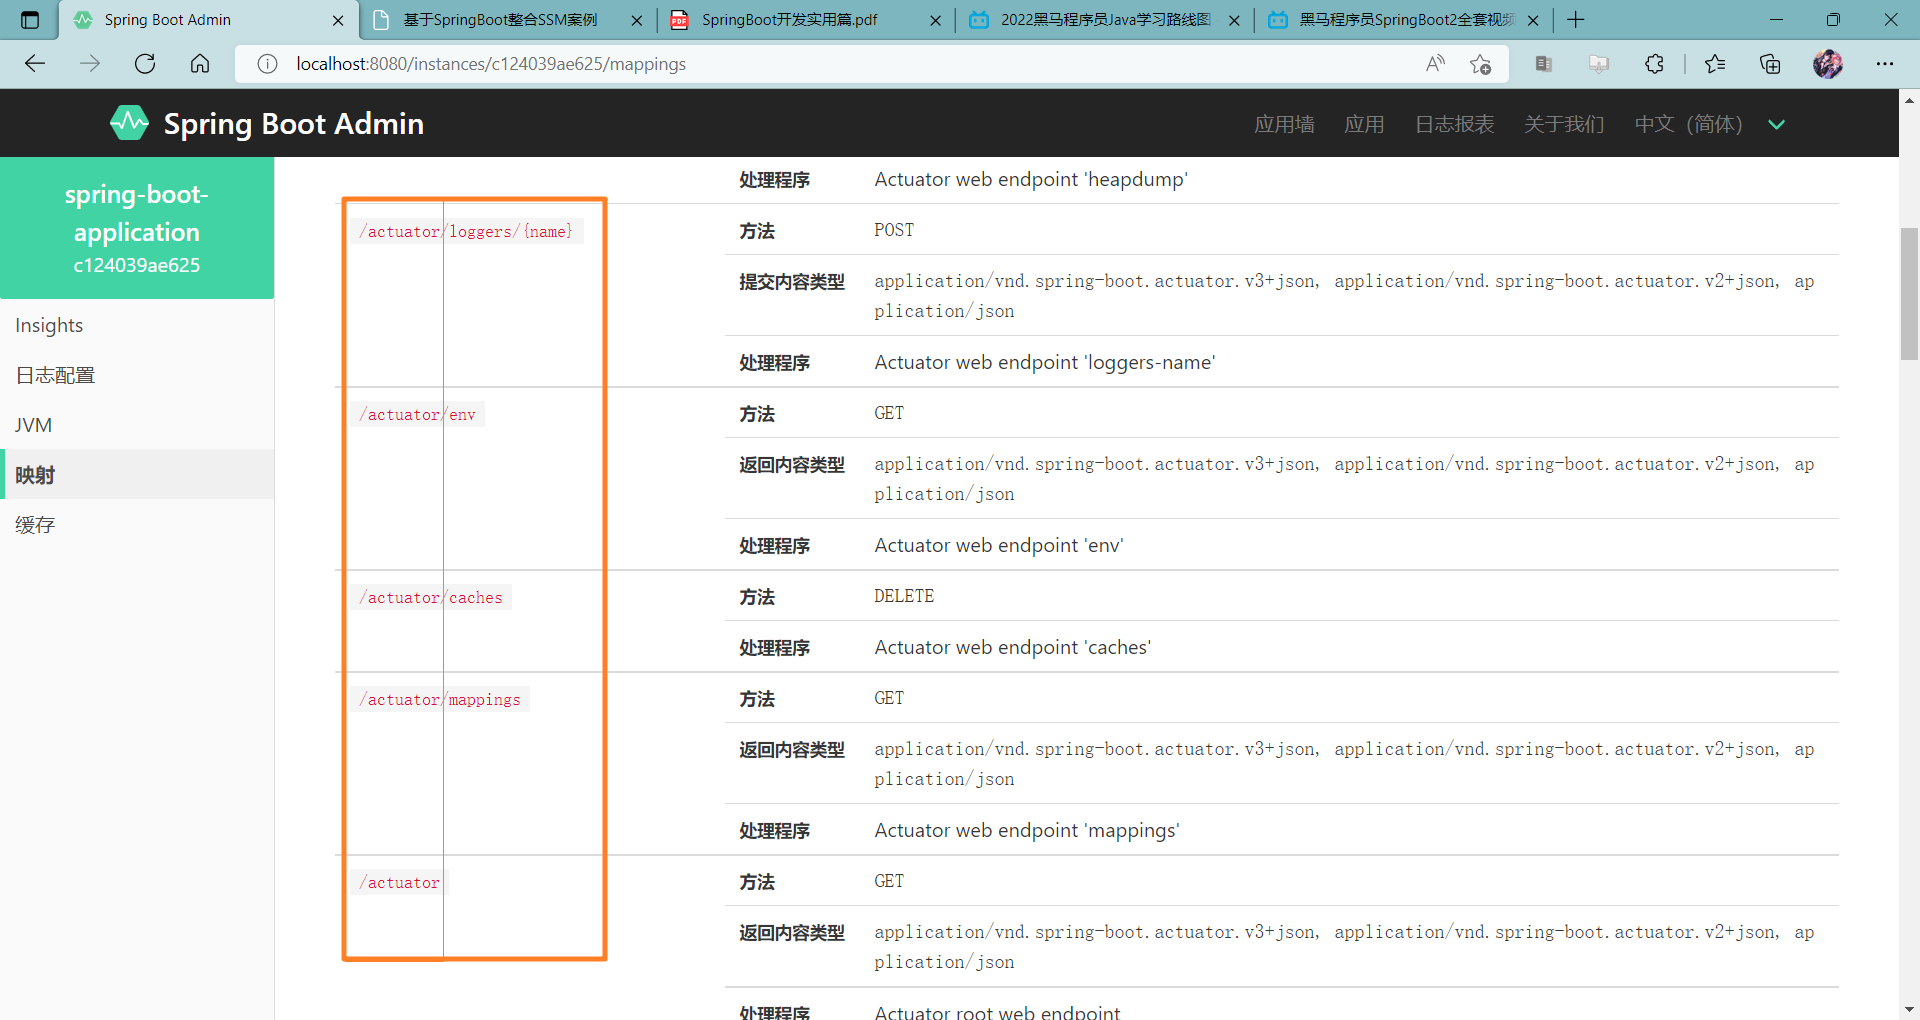 Spring Boot Admin
基于SpringBoot整合SSM案例
SpringBoot开发实用篇.pdf
2022黑马程序员Java学习路线图
黑马程序员SpringBoot2全套视频
localhost:8080/instances/c124039ae625/mappings
Spring Boot Admin
应用墙
应用
日志报表
关于我们
中文（简体）
spring-boot-
application
c124039ae625
Insights
日志配置
JVM
映射
缓存
处理程序 Actuator web endpoint 'heapdump'
/actuator/loggers/{name}
方法 POST
提交内容类型 application/vnd.spring-boot.actuator.v3+json, application/vnd.spring-boot.actuator.v2+json, ap
plication/json
处理程序 Actuator web endpoint 'loggers-name'
/actuator/env
方法 GET
返回内容类型 application/vnd.spring-boot.actuator.v3+json, application/vnd.spring-boot.actuator.v2+json, ap
plication/json
处理程序 Actuator web endpoint 'env'
/actuator/caches
方法 DELETE
处理程序 Actuator web endpoint 'caches'
/actuator/mappings
方法 GET
返回内容类型 application/vnd.spring-boot.actuator.v3+json, application/vnd.spring-boot.actuator.v2+json, ap
plication/json
处理程序 Actuator web endpoint 'mappings'
/actuator
方法 GET
返回内容类型 application/vnd.spring-boot.actuator.v3+json, application/vnd.spring-boot.actuator.v2+json, ap
plication/json
处理程序 Actuator root web endpoint